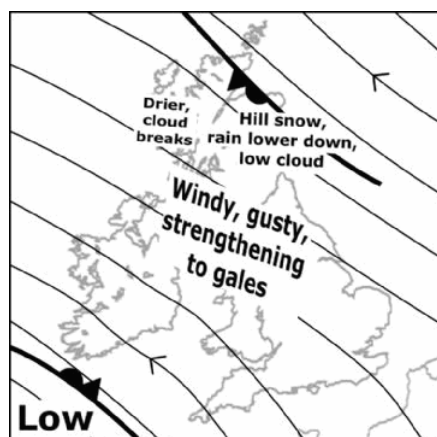 Drier,
cloud
breaks
Hill snow,
rain lower down,
low cloud
Windy, gusty,
strengthening
to gales
Low